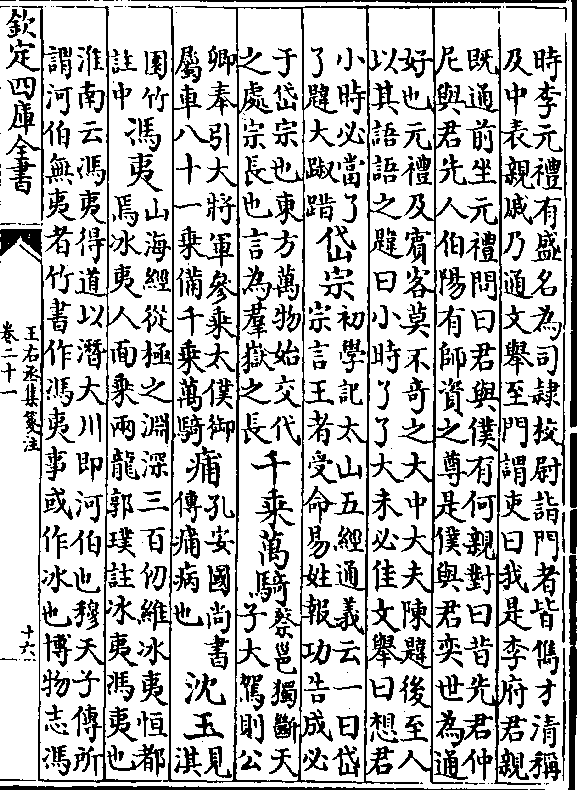 時李元禮有盛名為司隷校尉詣門者皆儁才清稱
及中表親戚乃通文舉至門謂吏曰我是李府君親
既通前坐元禮問曰君與僕有何親對曰昔先君仲
尼與君先人伯陽有師資之尊是僕與君奕世為通
好也元禮及賓客莫不奇之大中大夫陳韙後至人
以其語語之韙曰小時了了大未必佳文舉曰想君
小時必當了
了韙大踧踖
岱宗
初學記太山五經通義云一曰岱
宗言王者受命易姓報功告成必
于岱宗也東方萬物始交代
之處宗長也言為羣嶽之長
千乘萬騎
蔡邕獨斷天
子大駕則公
卿奉引大將軍參乘太僕御
屬車八十一乘備千乘萬騎
痡
孔安國尚書
傳痡病也
沈玉
見
淇
園竹
註中
馮夷
山海經從極之淵深三百仞維冰夷恒都
焉冰夷人面乘兩龍郭璞註冰夷馮夷也
淮南云馮夷得道以潛大川即河伯也穆天子傳所
謂河伯無夷者竹書作馮夷事或作冰也博物志馮
欽定四庫全書
王右丞集箋注
卷二十一
十六